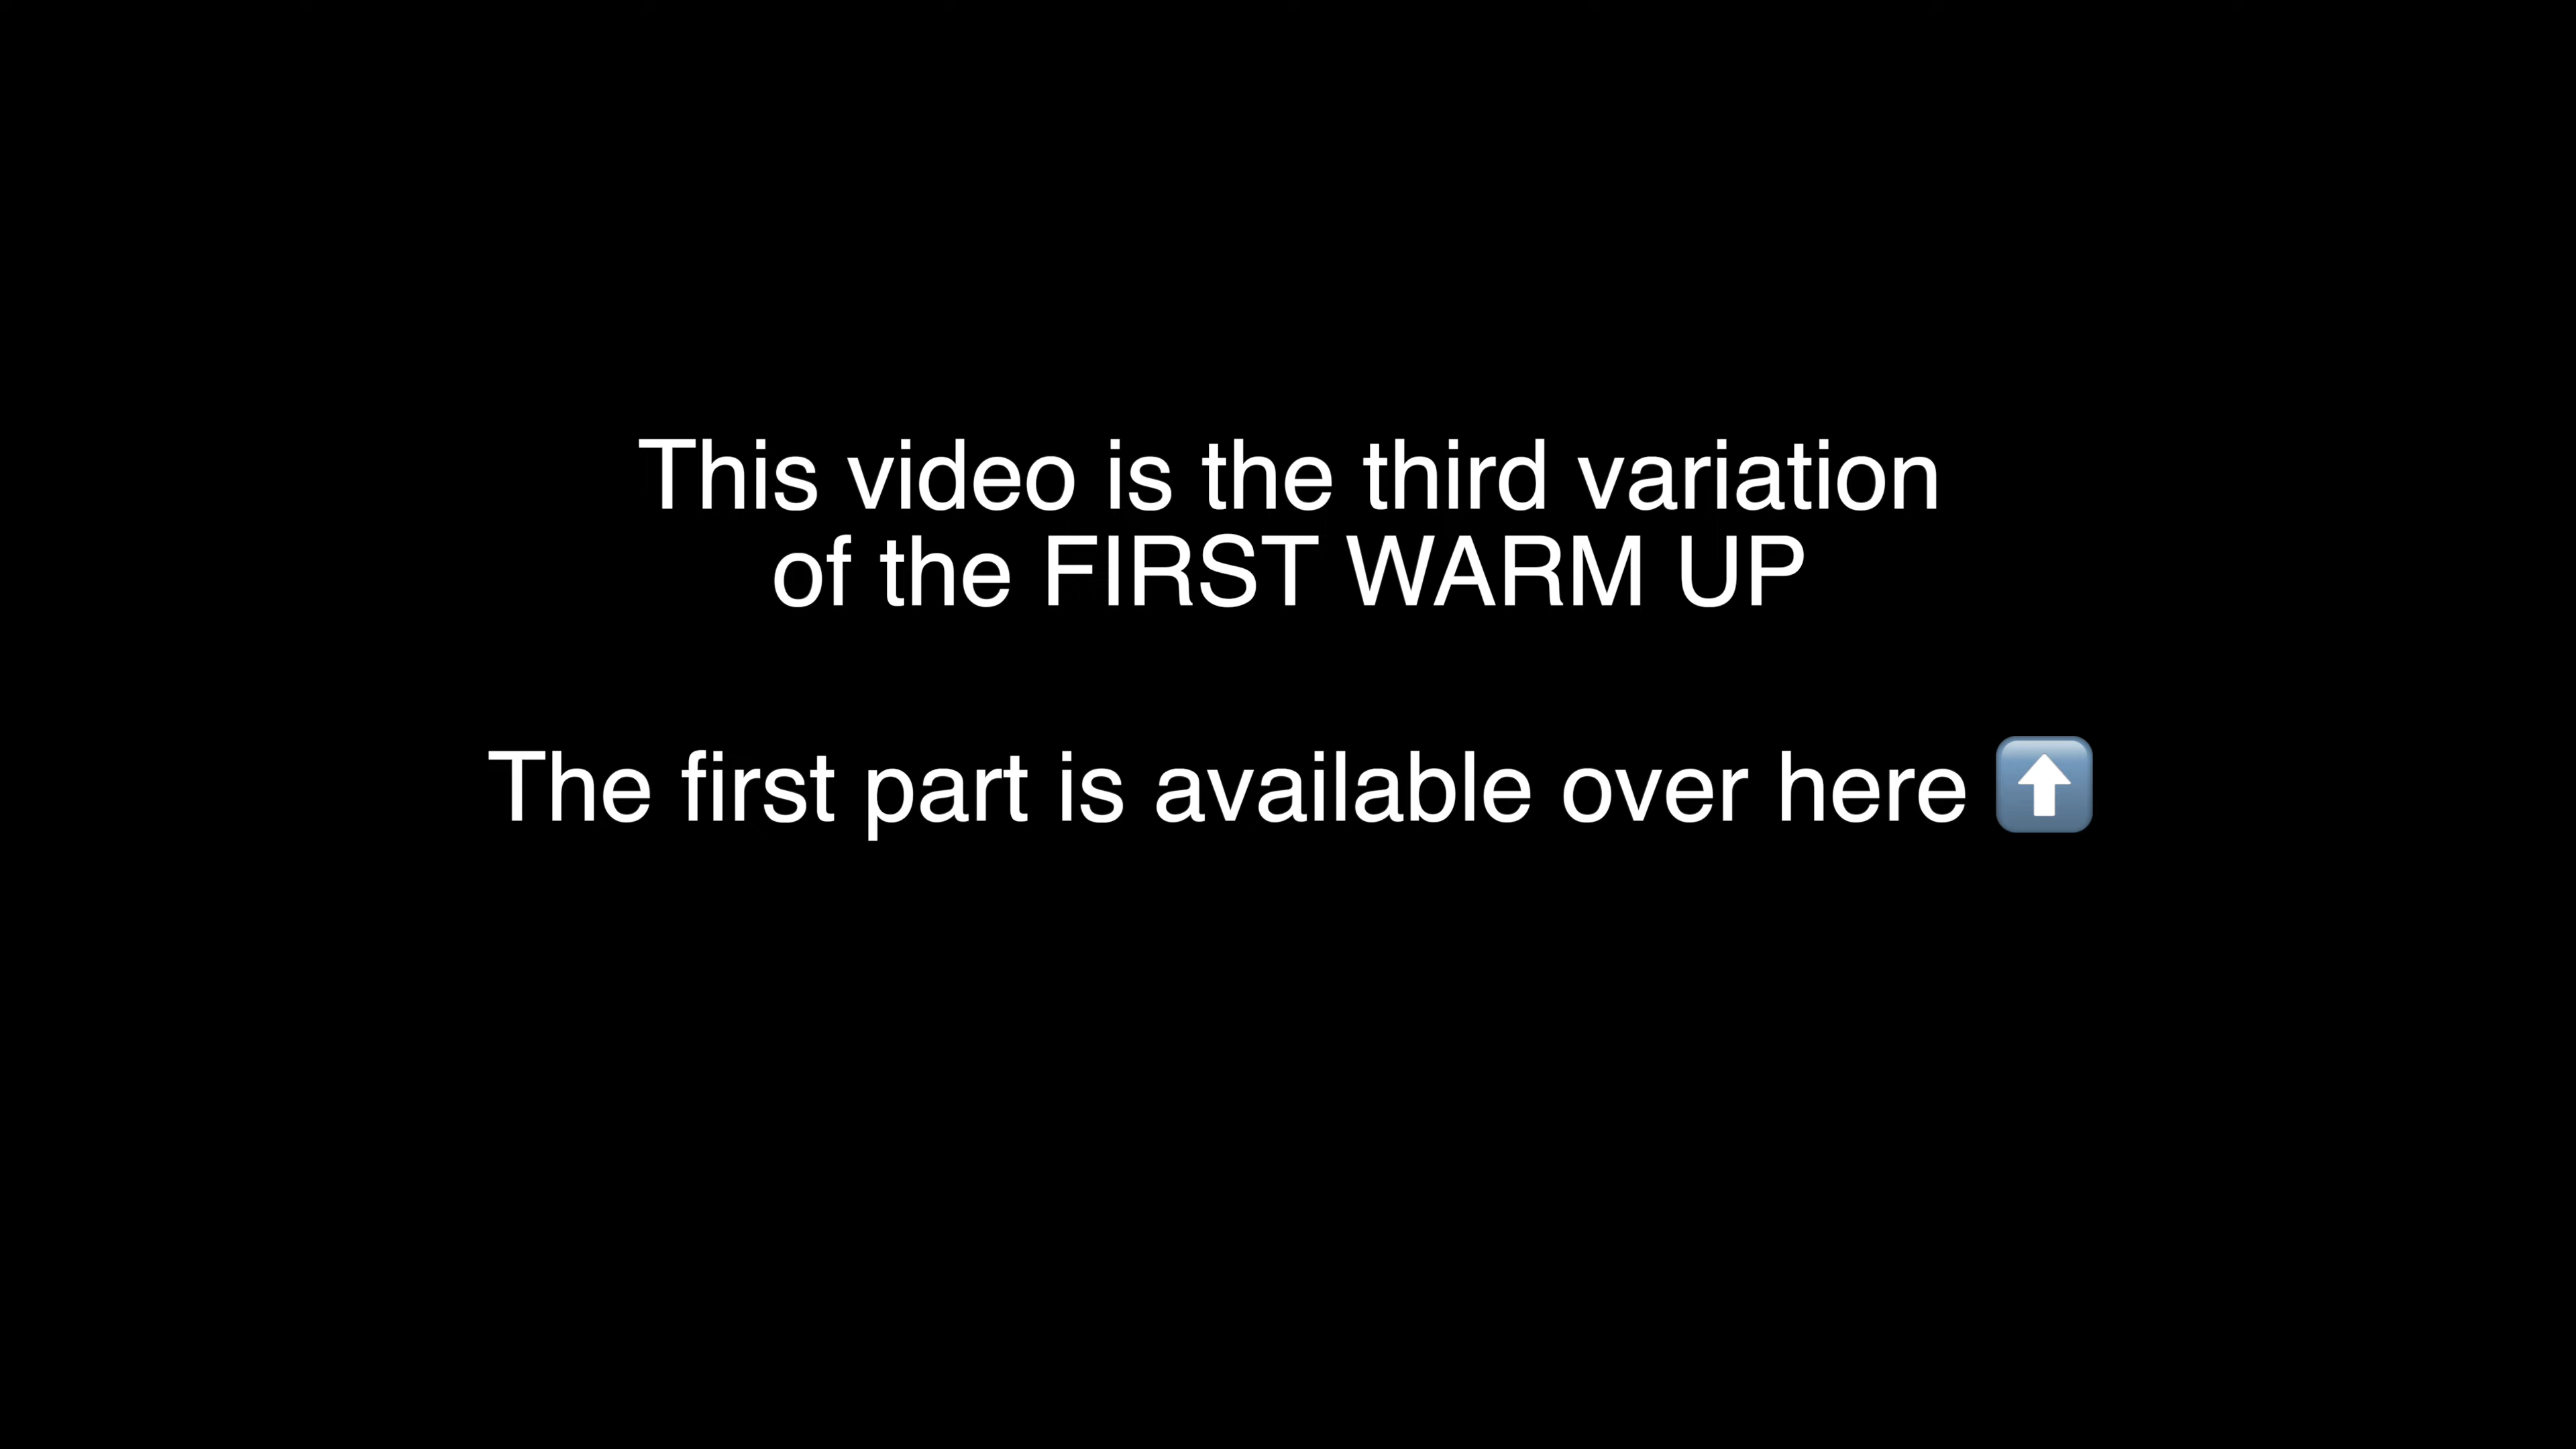 This video is the third variation
of the FIRST WARM UP
The first part is available over here ⬆️